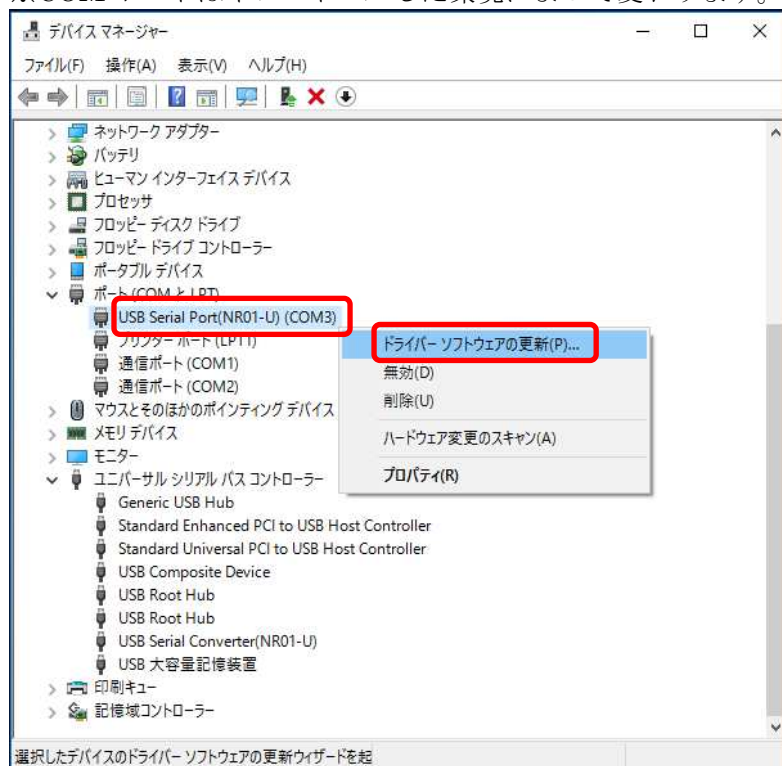 デバイス マネージャー
ファイル(F) 操作(A) 表示(V) ヘルプ(H)
ネットワーク アダプター
バッテリ
ヒューマン インターフェイス デバイス
プロセッサ
フロッピー ディスク ドライブ
フロッピー ドライブ コントローラー
ポータブル デバイス
ポート (COM と LPT)
USB Serial Port(NR01-U) (COM3)
プリンター ポート (LPT1)
通信ポート (COM1)
通信ポート (COM2)
マウスとそのほかのポインティング デバイス
メモリ デバイス
モニター
ユニバーサル シリアル バス コントローラー
Generic USB Hub
Standard Enhanced PCI to USB Host Controller
Standard Universal PCI to USB Host Controller
USB Composite Device
USB Root Hub
USB Root Hub
USB Serial Converter(NR01-U)
USB 大容量記憶装置
印刷キュー
記憶域コントローラー
ドライバー ソフトウェアの更新(P)...
無効(D)
削除(U)
ハードウェア変更のスキャン(A)
プロパティ(R)
選択したデバイスのドライバー ソフトウェアの更新ウィザードを起